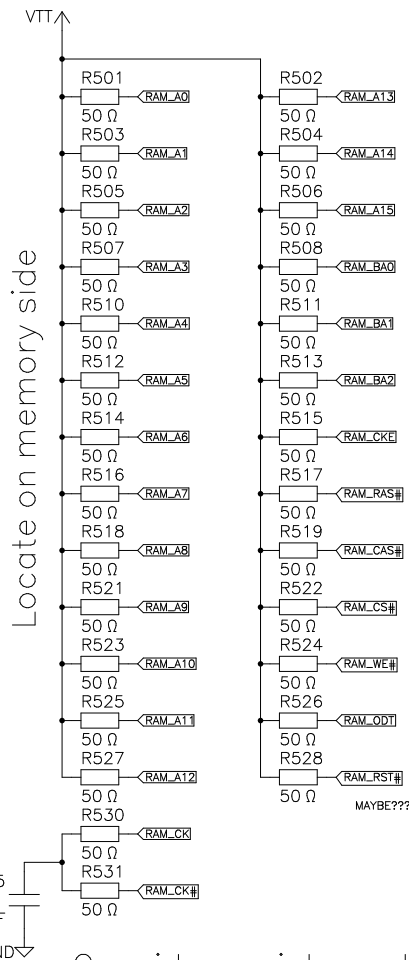 VTT
R501
RAM_A0
50 Ω
R503
RAM_A1
50 Ω
R505
RAM_A2
50 Ω
R507
RAM_A3
50 Ω
R510
RAM_A4
50 Ω
R512
RAM_A5
50 Ω
R514
RAM_A6
50 Ω
R516
RAM_A7
50 Ω
R518
RAM_A8
50 Ω
R521
RAM_A9
50 Ω
R523
RAM_A10
50 Ω
R525
RAM_A11
50 Ω
R527
RAM_A12
50 Ω
R530
RAM_CK
50 Ω
R531
RAM_CK#
50 Ω
R502
RAM_A13
50 Ω
R504
RAM_A14
50 Ω
R506
RAM_A15
50 Ω
R508
RAM_BA0
50 Ω
R511
RAM_BA1
50 Ω
R513
RAM_BA2
50 Ω
R515
RAM_CKE
50 Ω
R517
RAM_RAS#
50 Ω
R519
RAM_CAS#
50 Ω
R522
RAM_CS#
50 Ω
R524
RAM_WE#
50 Ω
R526
RAM_ODT
50 Ω
R528
RAM_RST#
50 Ω
MAYBE???
Locate on memory side